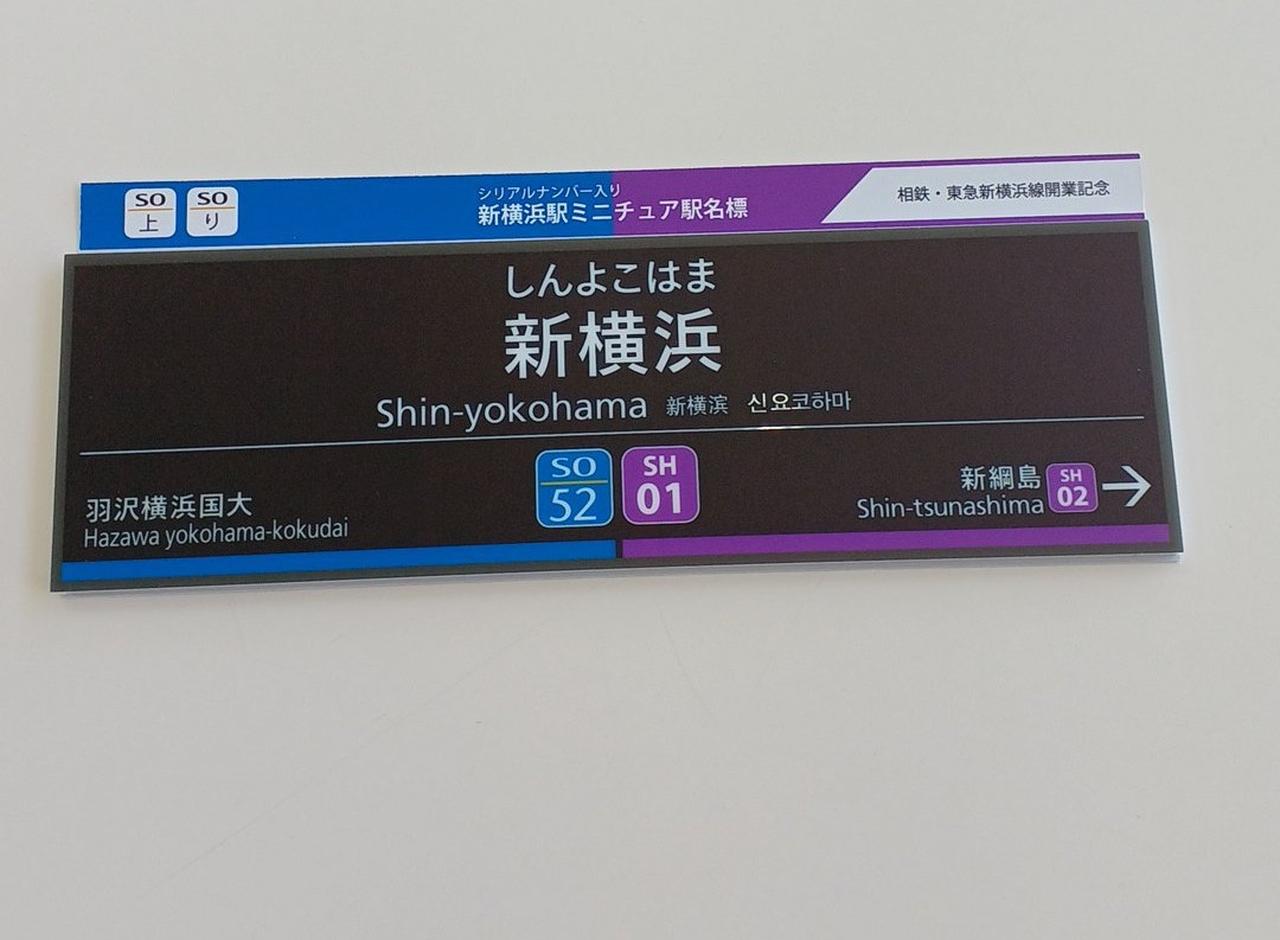 SO 上
SO り
シリアルナンバー入り
新横浜駅ミニチュア駅名標
相鉄・東急新横浜線開業記念
しんよこはま
新横浜
Shin-yokohama 新横滨 신요코하마
SO 52
SH 01
羽沢横浜国大
Hazawa yokohama-kokudai
新綱島
Shin-tsunashima
SH 02